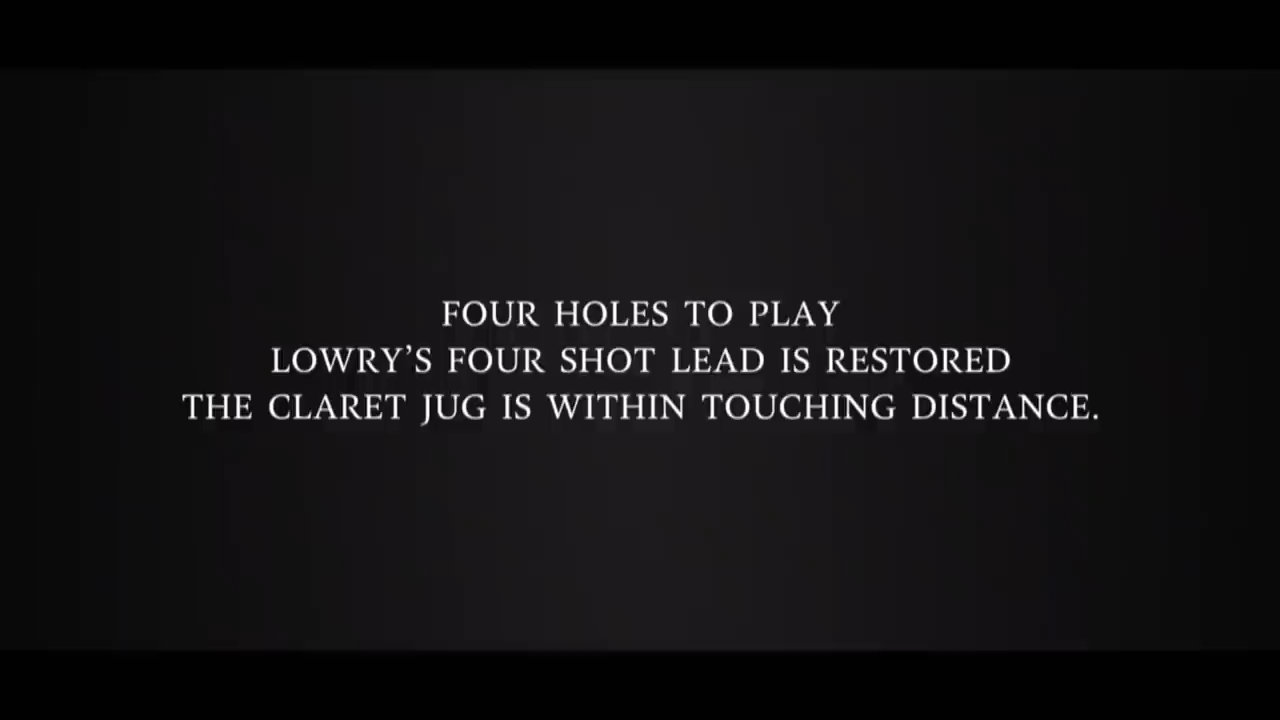 FOUR HOLES TO PLAY
LOWRY’S FOUR SHOT LEAD IS RESTORED
THE CLARET JUG IS WITHIN TOUCHING DISTANCE.